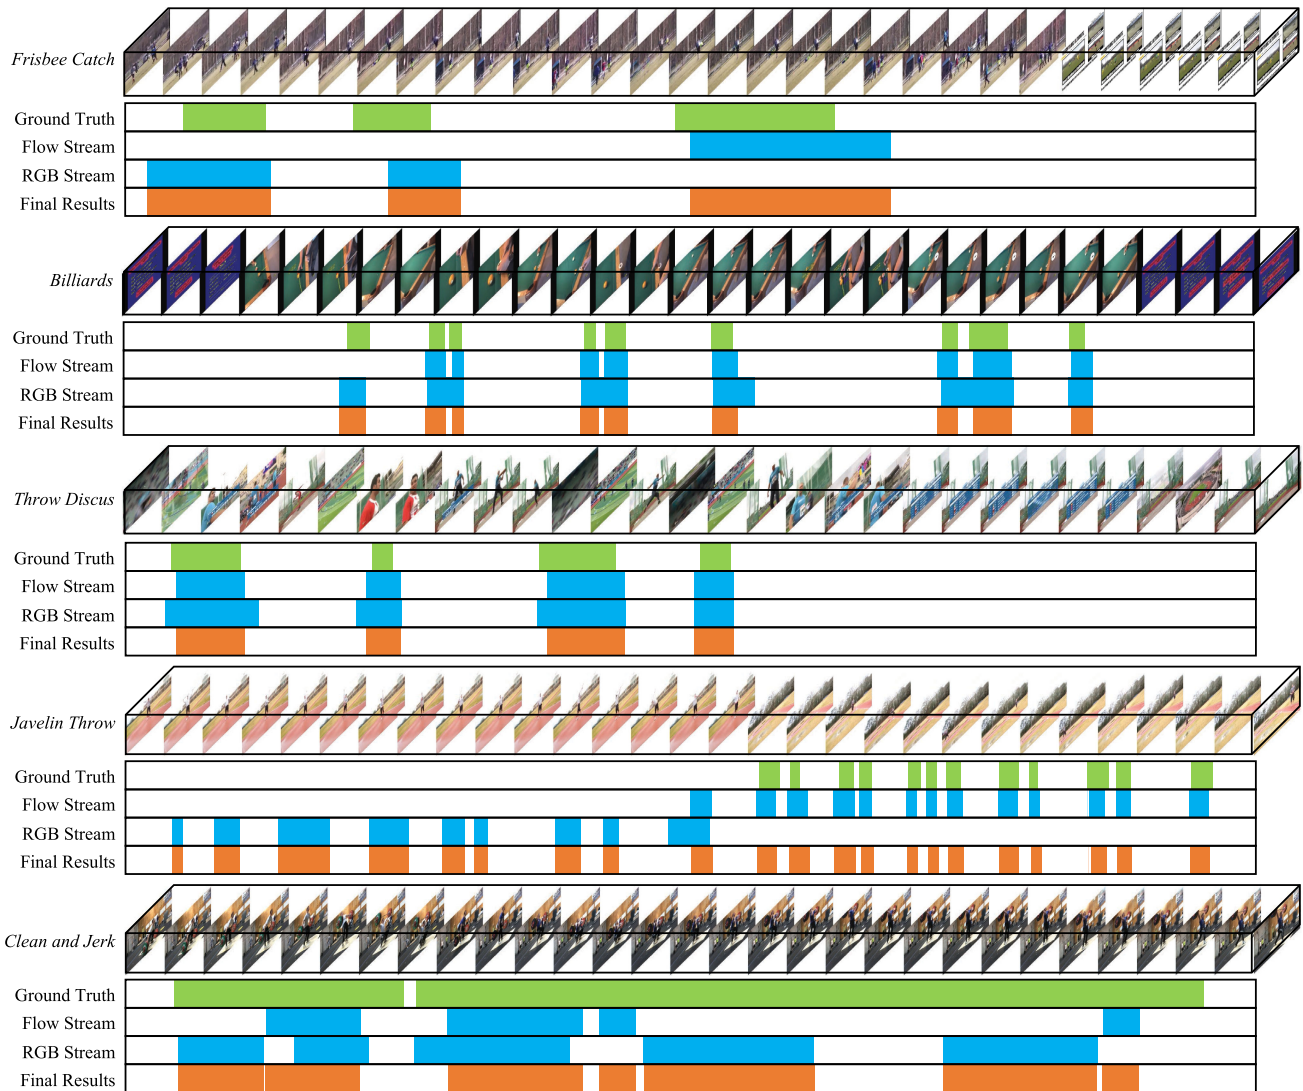 Frisbee Catch
Ground Truth
Flow Stream
RGB Stream
Final Results
Billiards
Ground Truth
Flow Stream
RGB Stream
Final Results
Throw Discus
Ground Truth
Flow Stream
RGB Stream
Final Results
Javelin Throw
Ground Truth
Flow Stream
RGB Stream
Final Results
Clean and Jerk
Ground Truth
Flow Stream
RGB Stream
Final Results